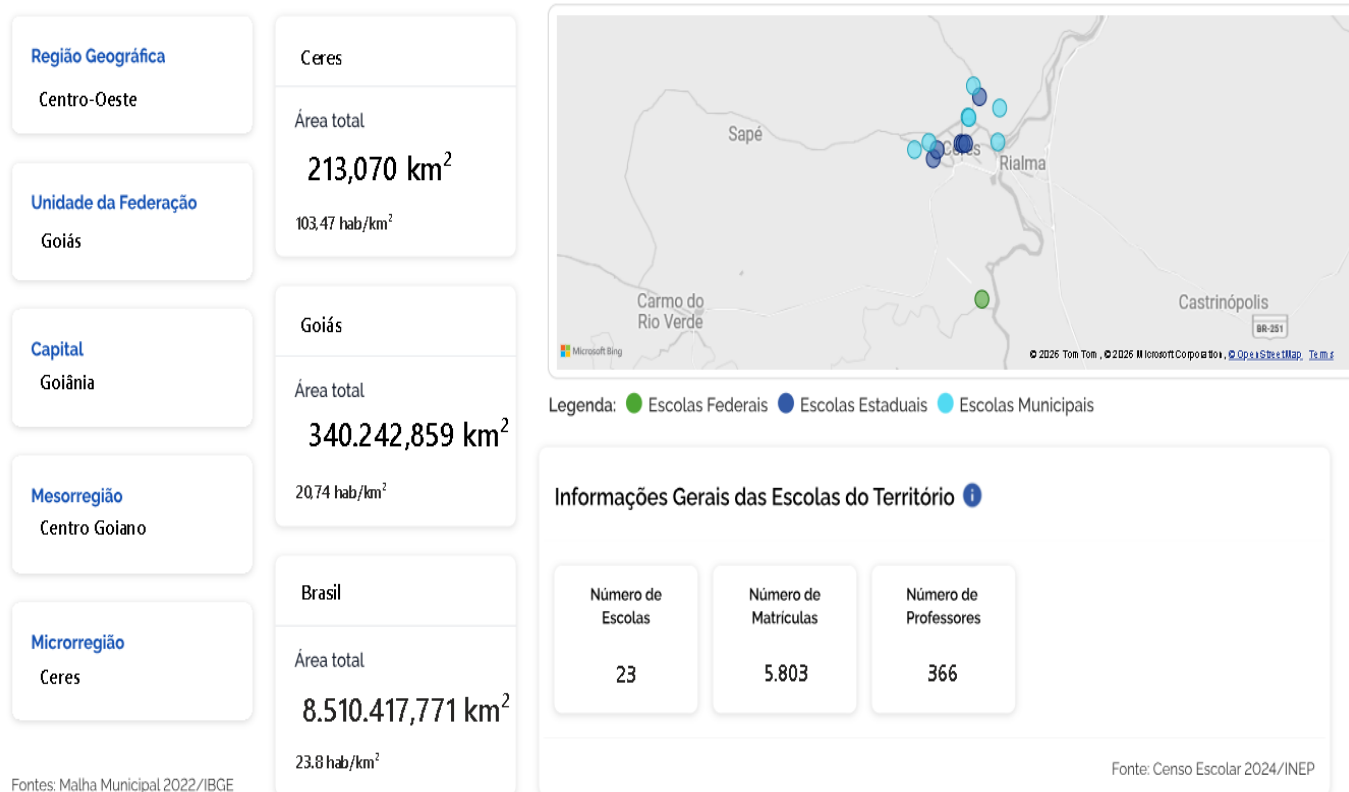 Região Geográfica
Centro-Oeste
Unidade da Federação
Goiás
Capital
Goiânia
Mesorregião
Centro Goiano
Microrregião
Ceres
Fontes: Malha Municipal 2022/IBGE
Ceres
Área total
213,070 km²
103,47 hab/km²
Goiás
Área total
340.242,859 km²
20,74 hab/km²
Brasil
Área total
8.510.417,771 km²
23.8 hab/km²
Sapé
Ceres
Rialma
Carmo do
Rio Verde
Castrinópolis
BR-251
Microsoft Bing
© 2026 Tom Tom, © 2026 Microsoft Corporation, © OpenStreetMap Terms
Legenda: Escolas Federais Escolas Estaduais Escolas Municipais
Informações Gerais das Escolas do Território i
Número de
Escolas
23
Número de
Matrículas
5.803
Número de
Professores
366
Fonte: Censo Escolar 2024/INEP